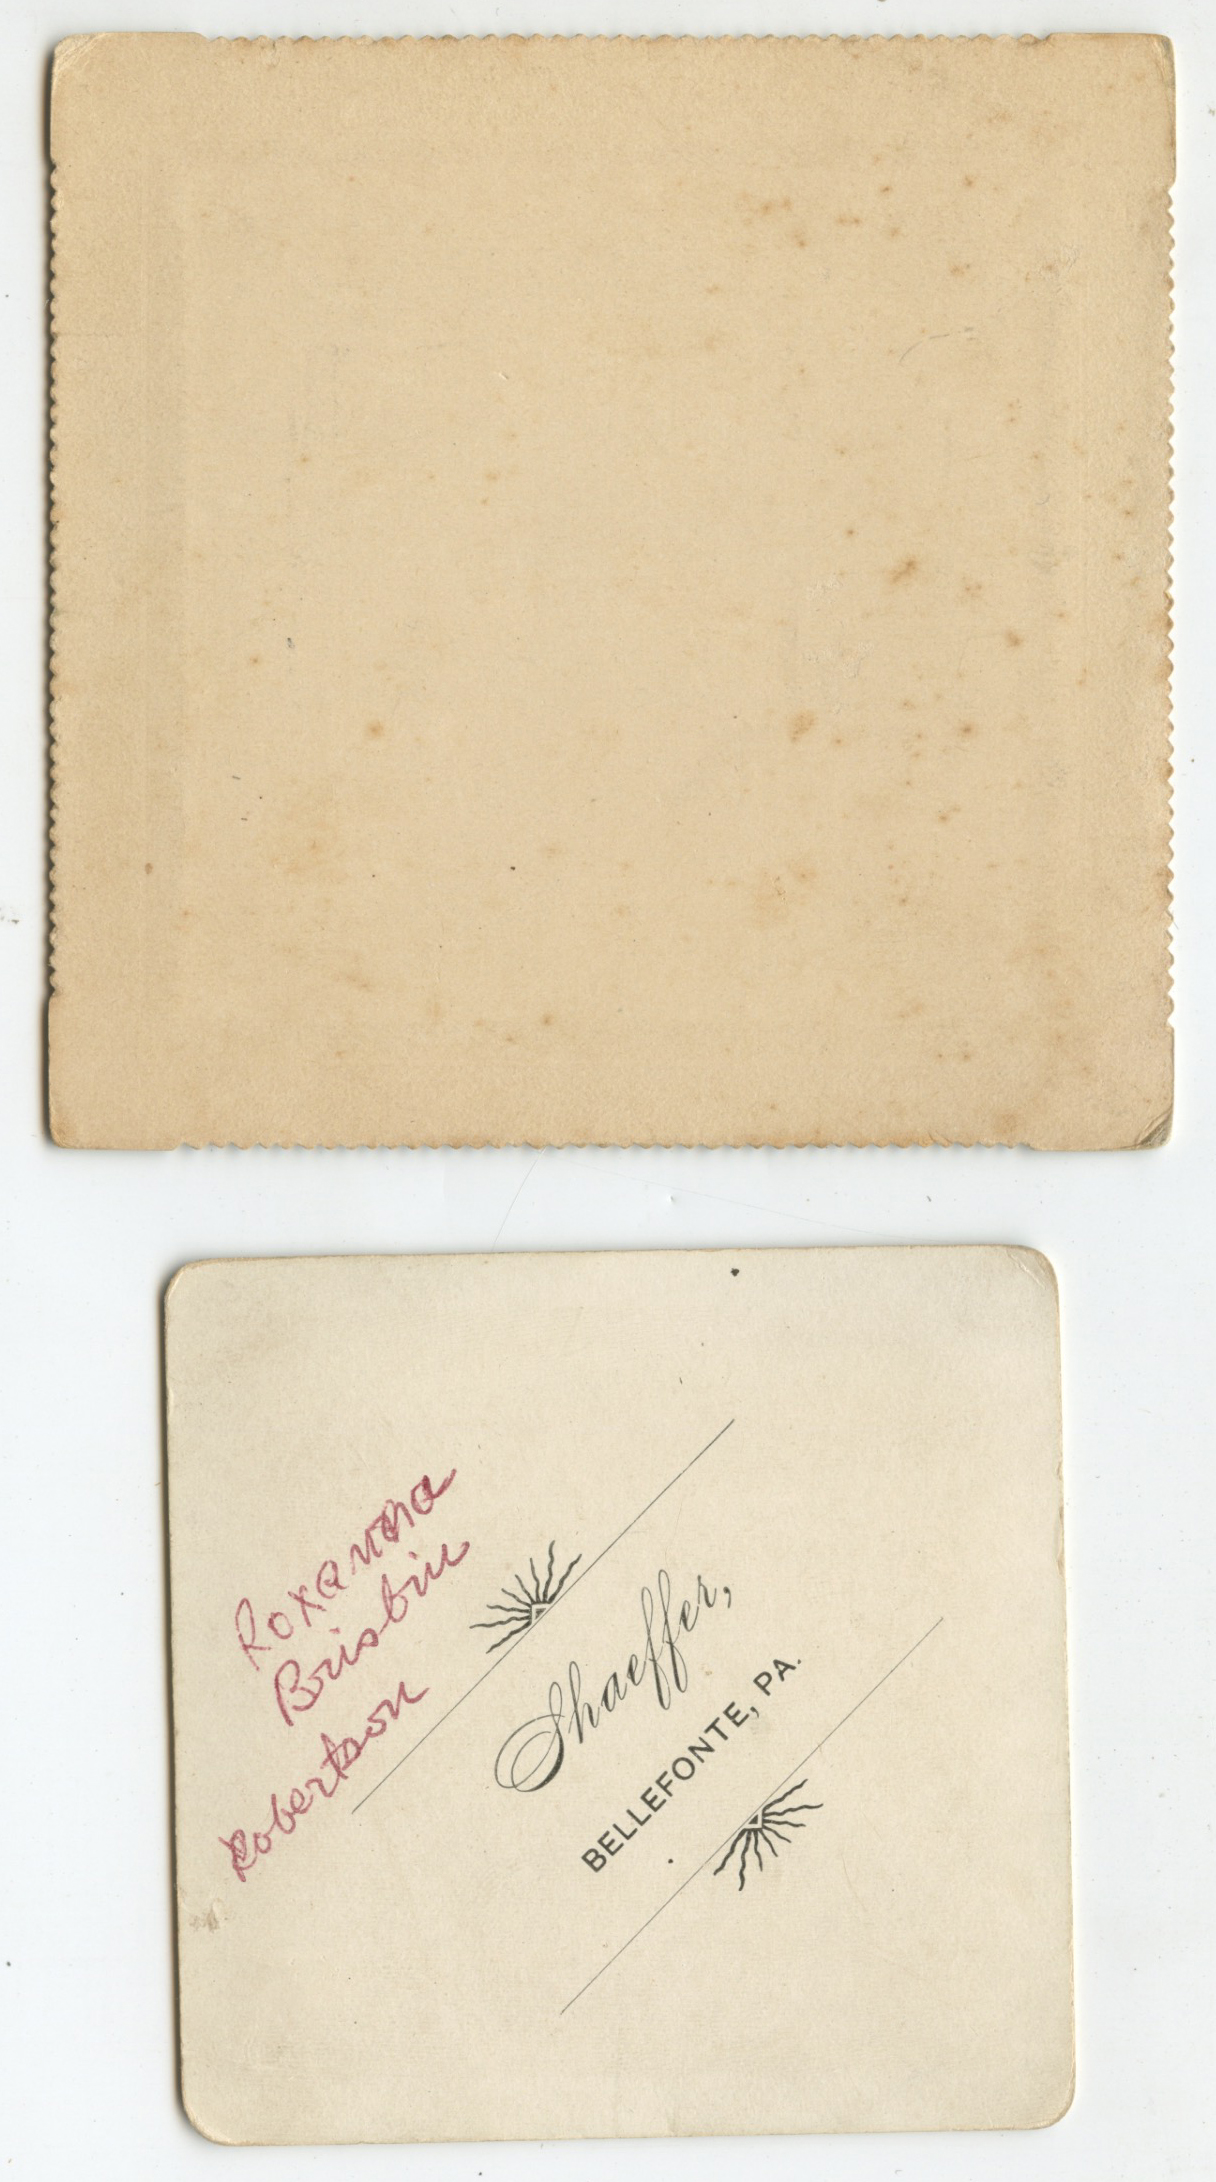 Roxanna
Brisbin
Robertson
Shaeffer,
BELLEFONTE, PA.